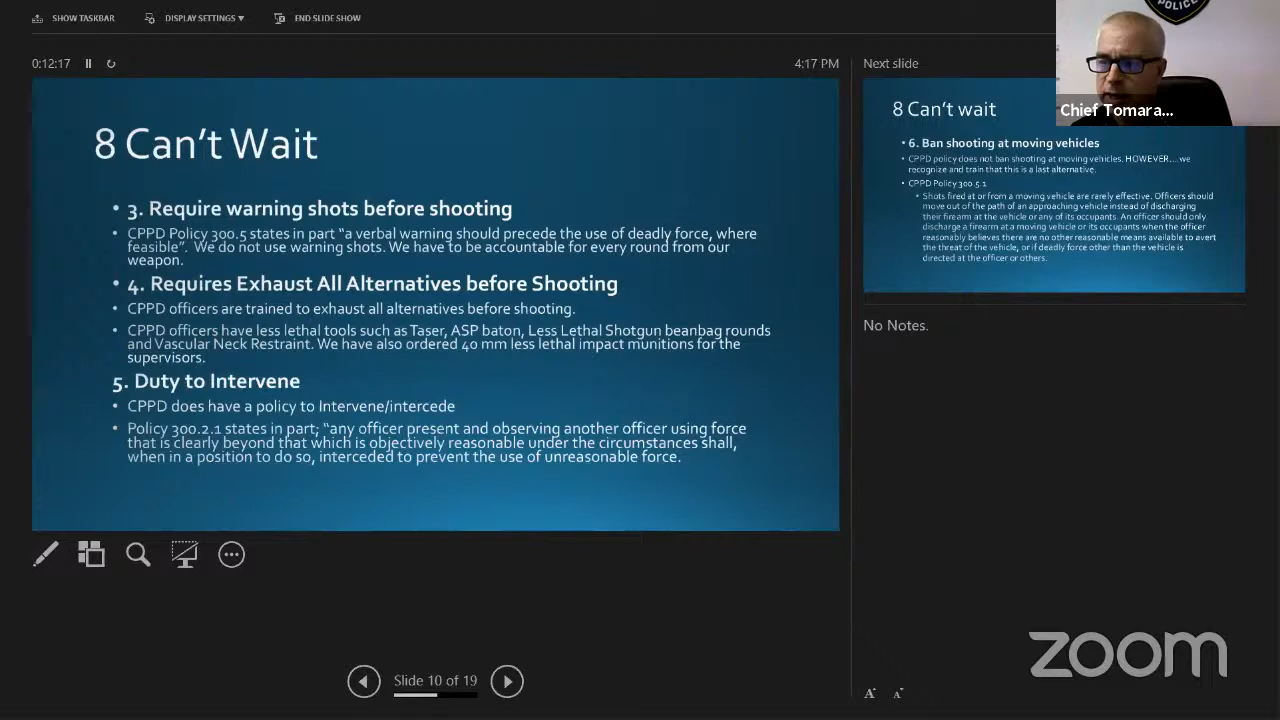 SHOW TASKBAR
DISPLAY SETTINGS ▾
END SLIDE SHOW
0:12:17
4:17 PM
8 Can't Wait
• 3. Require warning shots before shooting
• CPPD Policy 300.5 states in part “a verbal warning should precede the use of deadly force, where
feasible”. We do not use warning shots. We have to be accountable for every round from our
weapon.
• 4. Requires Exhaust All Alternatives before Shooting
• CPPD officers are trained to exhaust all alternatives before shooting.
• CPPD officers have less lethal tools such as Taser, ASP baton, Less Lethal Shotgun beanbag rounds
and Vascular Neck Restraint. We have also ordered 40 mm less lethal impact munitions for the
supervisors.
5. Duty to Intervene
• CPPD does have a policy to Intervene/intercede
• Policy 300.2.1 states in part; “any officer present and observing another officer using force
that is clearly beyond that which is objectively reasonable under the circumstances shall,
when in a position to do so, interceded to prevent the use of unreasonable force.
Slide 10 of 19
Next slide
8 Can't wait
• 6. Ban shooting at moving vehicles
• CPPD policy does not ban shooting at moving vehicles. HOWEVER.... we
recognize and train that this is a last alternative.
• CPPD Policy 300.5.1
• Shots fired at or from a moving vehicle are rarely effective. Officers should
move out of the path of an approaching vehicle instead of discharging
their firearm at the vehicle or any of its occupants. An officer should only
discharge a firearm at a moving vehicle or its occupants when the officer
reasonably believes there are no other reasonable means available to avert
the threat of the vehicle, or if deadly force other than the vehicle is
directed at the officer or others.
No Notes.
POLICE
Chief Tomara...
zoom
A A